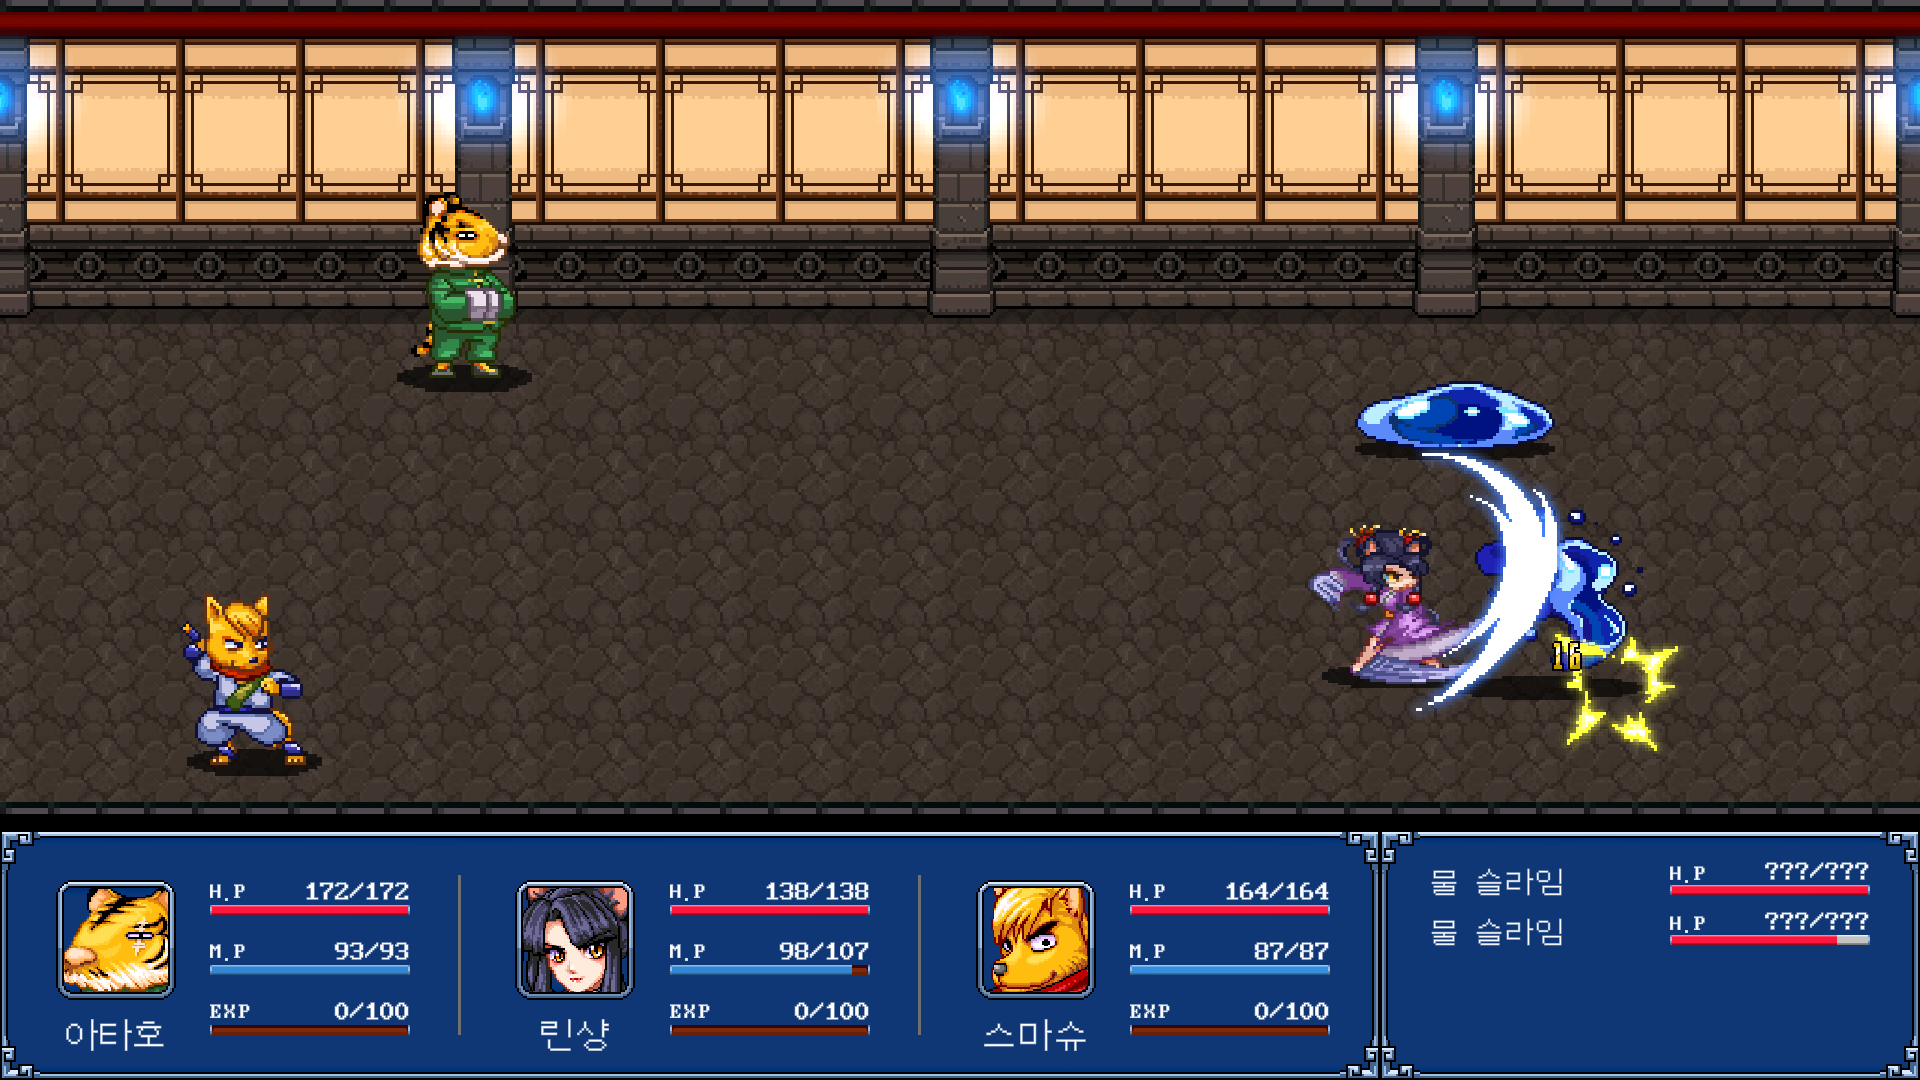 16
H.P 172/172
M.P 93/93
EXP 0/100
아타호
H.P 138/138
M.P 98/107
EXP 0/100
린샹
H.P 164/164
M.P 87/87
EXP 0/100
스마슈
물 슬라임 H.P ???/???
물 슬라임 H.P ???/???